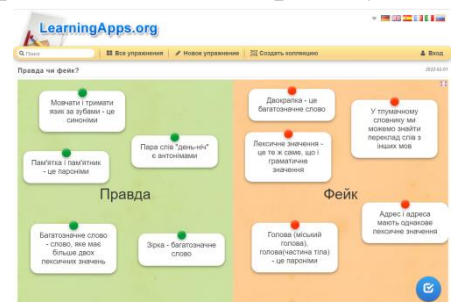 LearningApps.org
Поиск
Все упражнения
Новое упражнение
Создать коллекцию
Вход
Правда чи фейк?
2022-02-01
Мовчати і тримати
язик за зубами - це
синоніми
Пара слів "день-ніч"
є антонімами
Пам'ятка і пам'ятник
- це пароніми
Правда
Багатозначне слово
- слово, яке має
більше двох
лексичних значень
Зірка - багатозначне
слово
Двокрапка - це
багатозначне слово
У тлумачному
словнику ми
можемо знайти
переклад слів з
інших мов
Лексичне значення -
це те ж саме, що і
граматичне
значення
Фейк
Адрес і адреса
мають однакове
лексичне значення
Голова (міський
голова),
голова(частина тіла)
- це пароніми